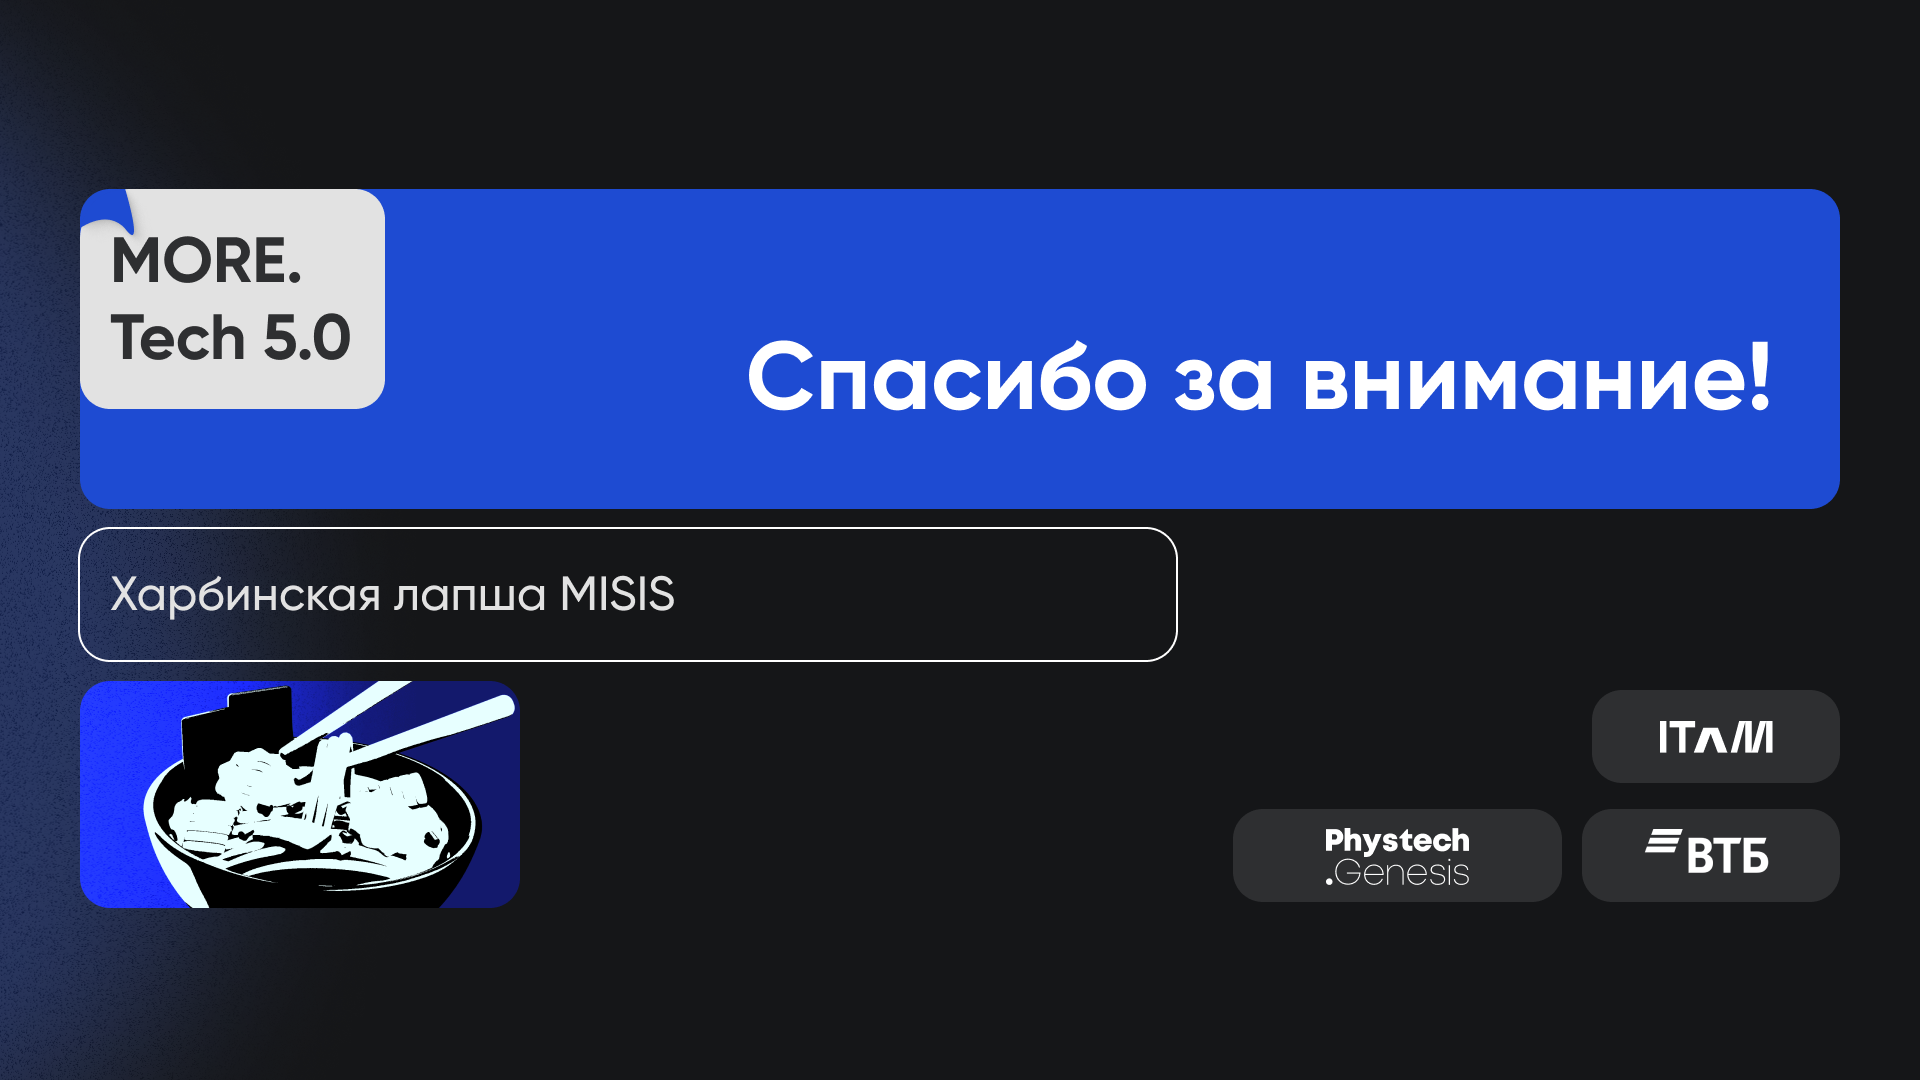 MORE.
Tech 5.0
Спасибо за внимание!
Харбинская лапша MISIS
ITAM
Phystech
.Genesis
ВТБ